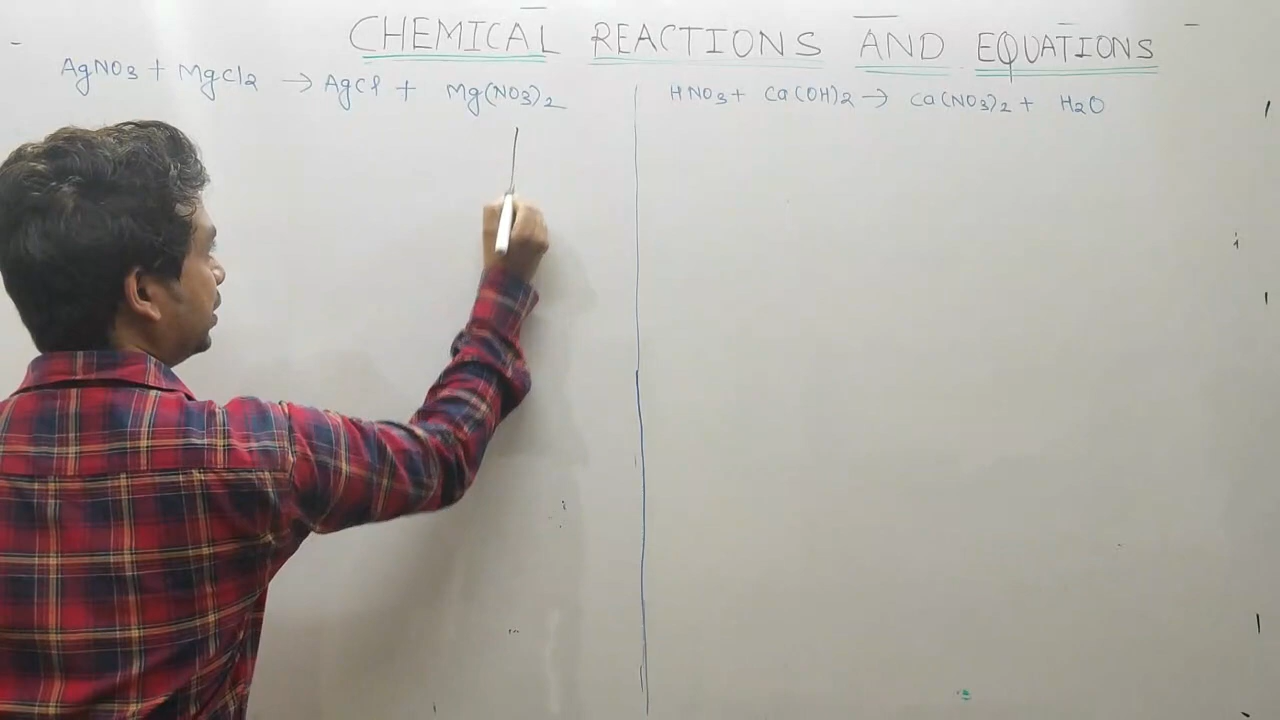 CHEMICAL REACTIONS AND EQUATIONS
AgNO3 + MgCl2 → AgCl + Mg(NO3)2
HNO3 + Ca(OH)2 → Ca(NO3)2 + H2O